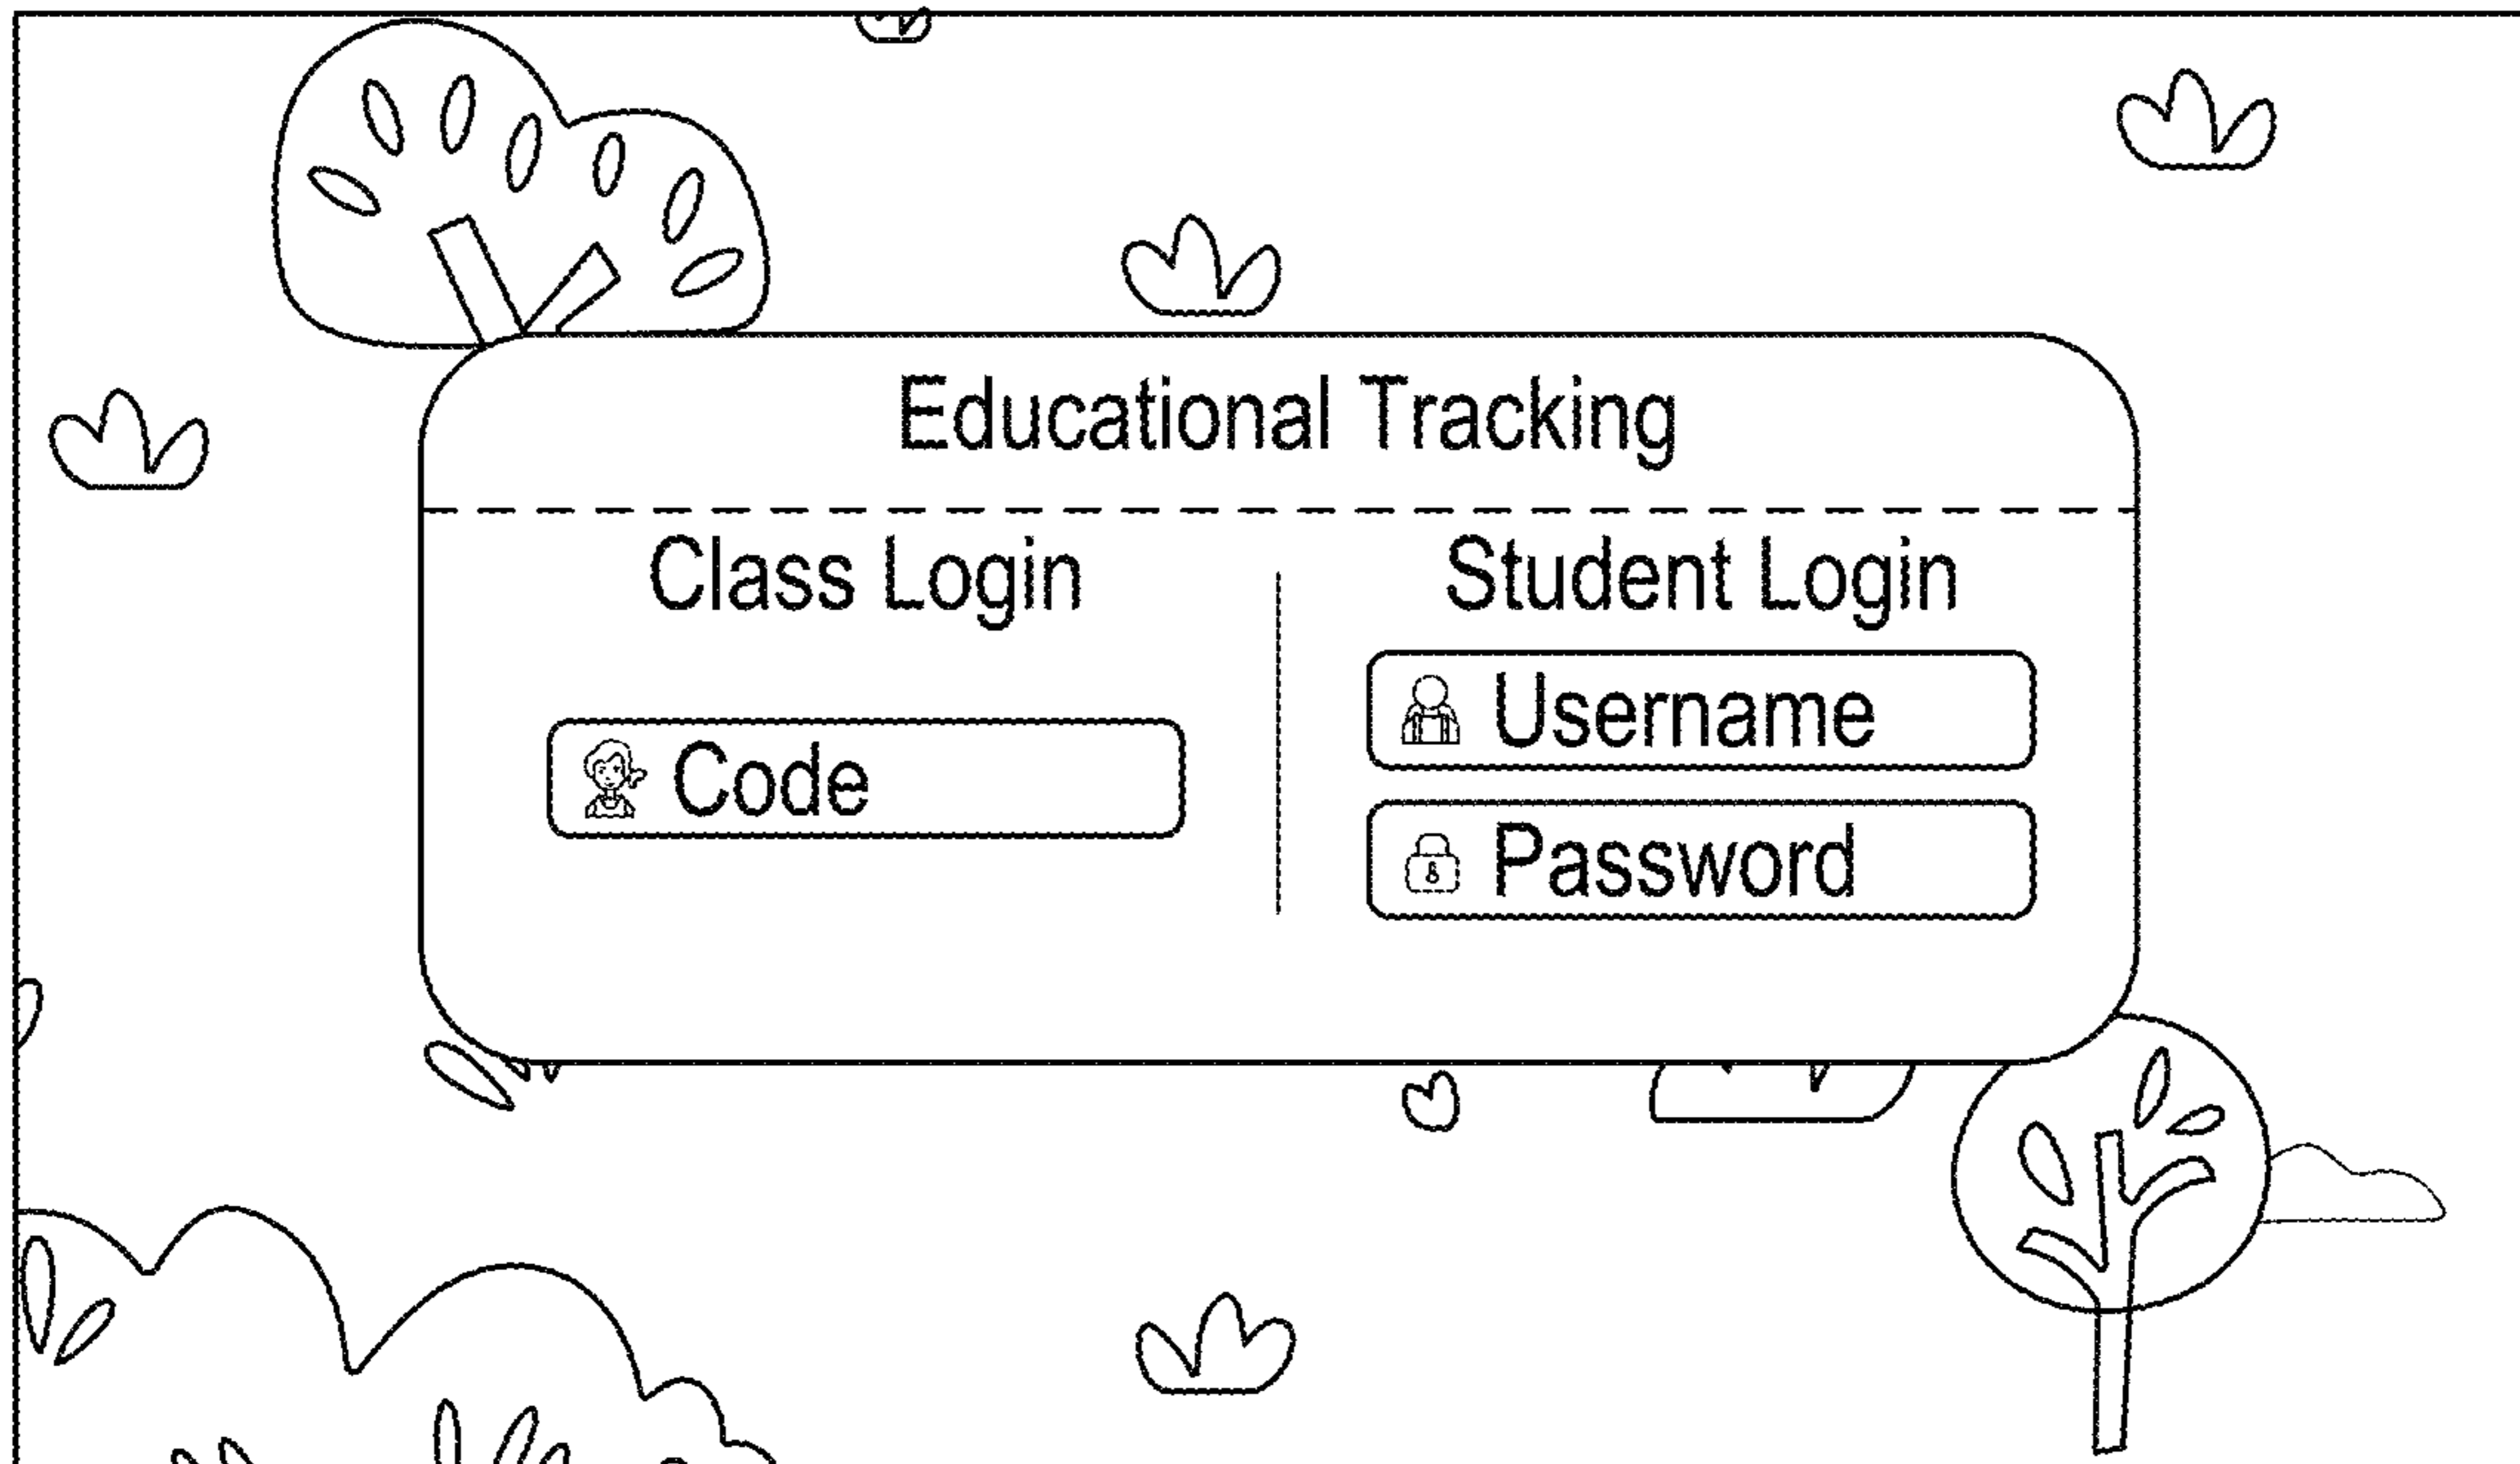 Educational Tracking
Class Login
Code
Student Login
Username
Password